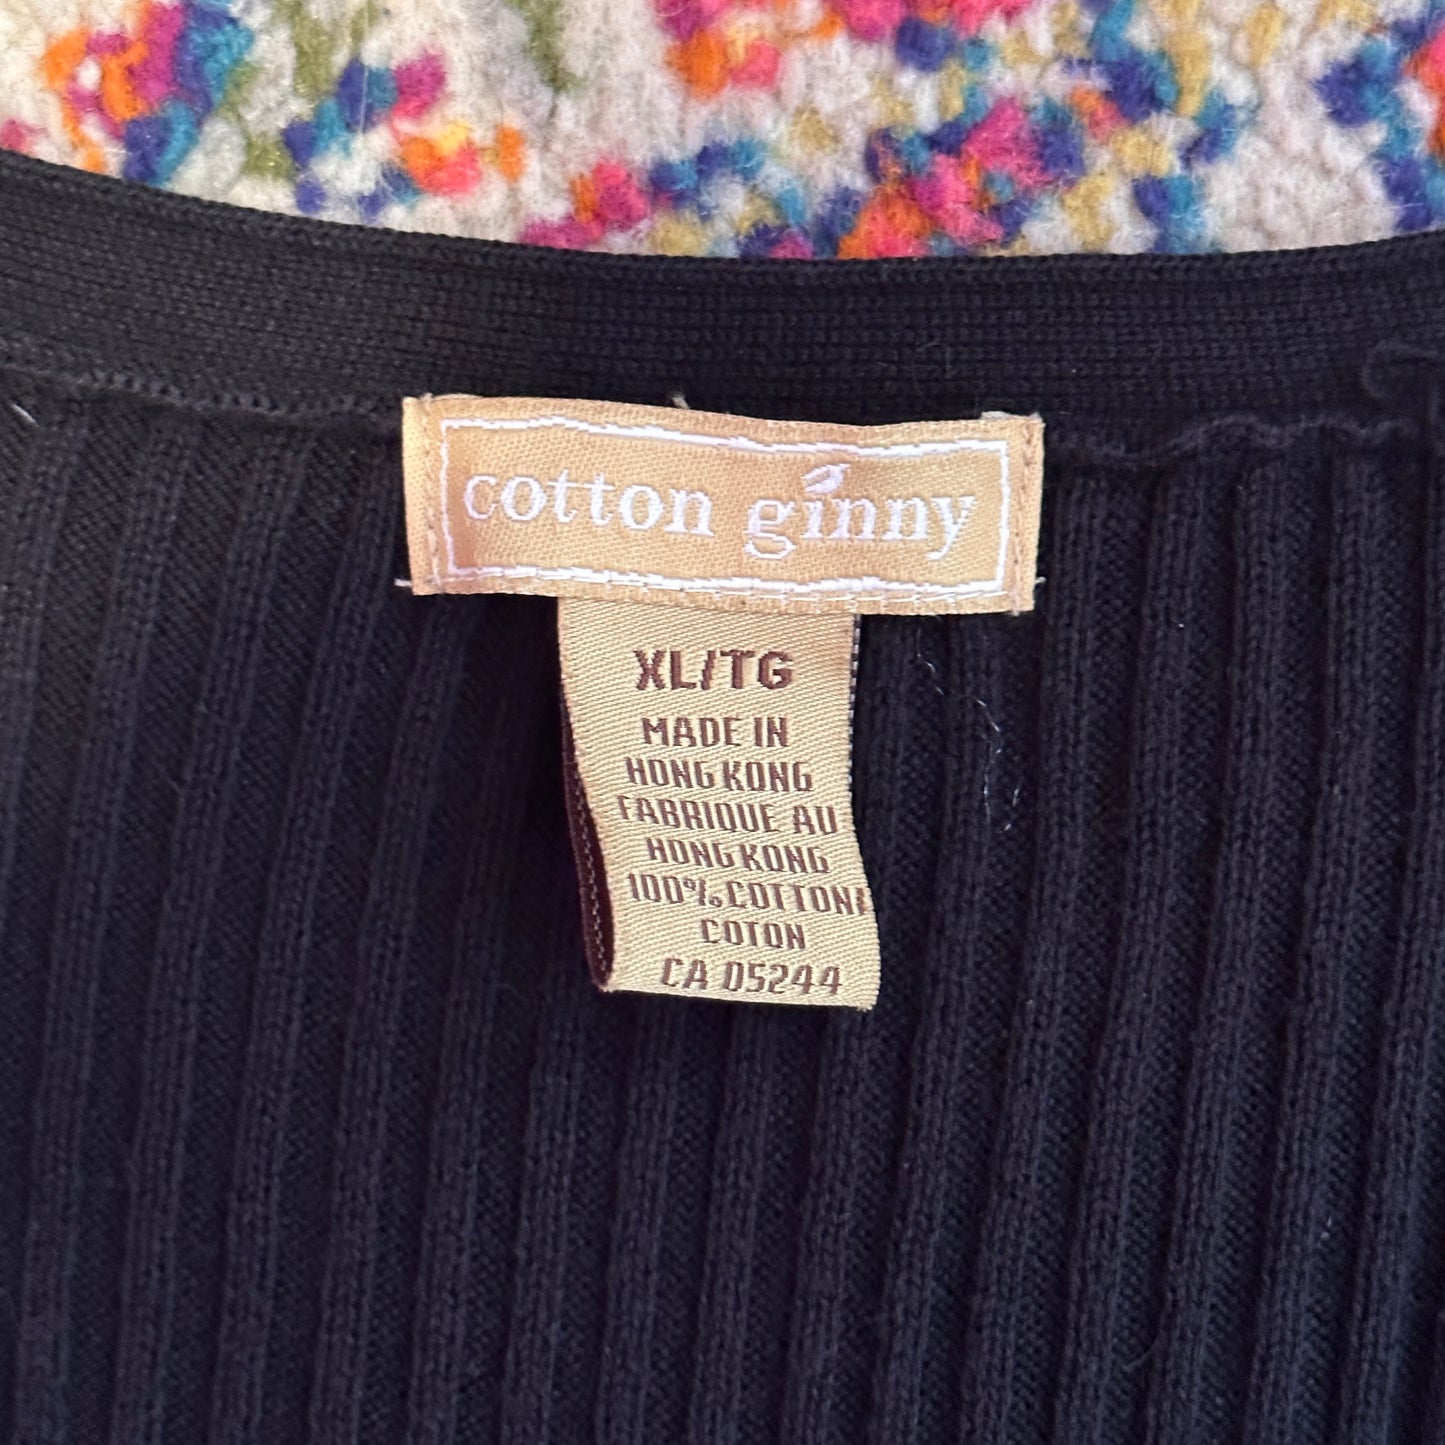 cotton ginny
XL/TG
MADE IN
HONG KONG
FABRIQUE AU
HONG KONG
100% COTTON/
COTON
CA 05244